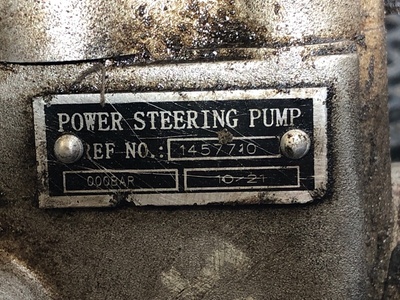 POWER STEERING PUMP
REF NO.: 1457710
000BAR 10-21